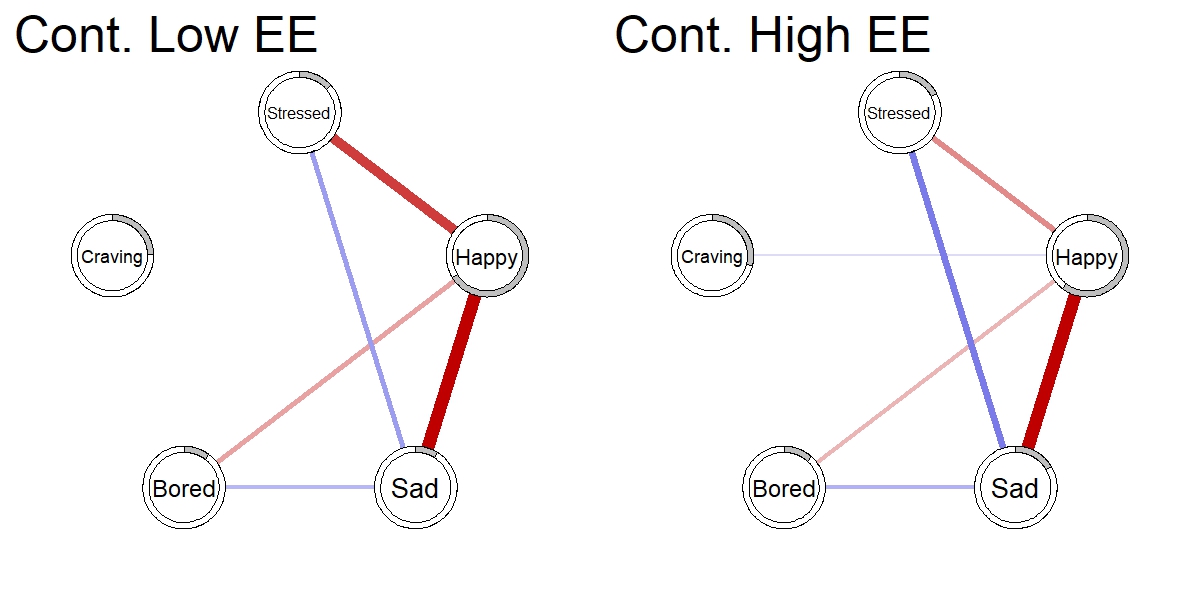 Cont. Low EE
Stressed
Craving
Happy
Bored
Sad
Cont. High EE
Stressed
Craving
Happy
Bored
Sad